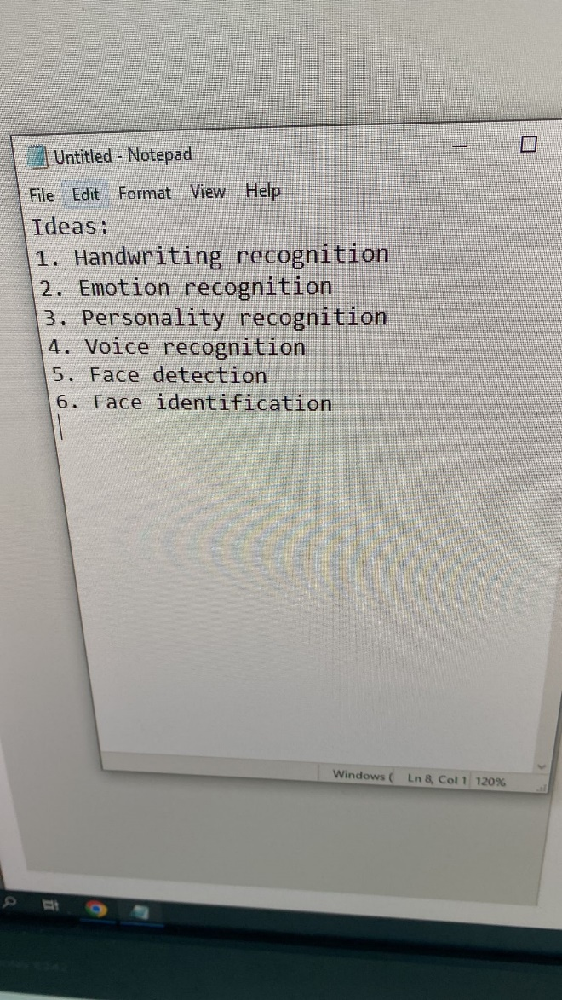 Untitled - Notepad
File Edit Format View Help
Ideas:
1. Handwriting recognition
2. Emotion recognition
3. Personality recognition
4. Voice recognition
5. Face detection
6. Face identification
Windows ( Ln 8, Col 1 120%